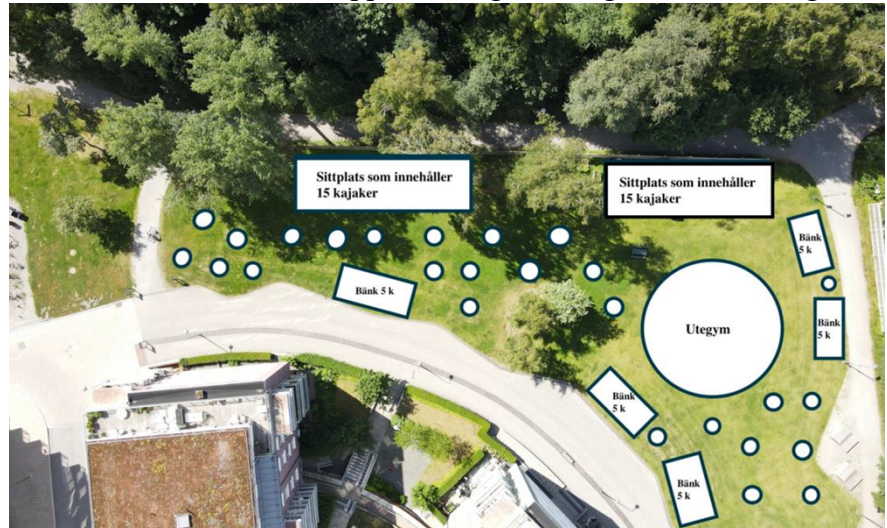 Sittplats som innehåller
15 kajaker
Sittplats som innehåller
15 kajaker
Bänk
5 k
Bänk 5 k
Utegym
Bänk
5 k
Bänk
5 k
Bänk
5 k